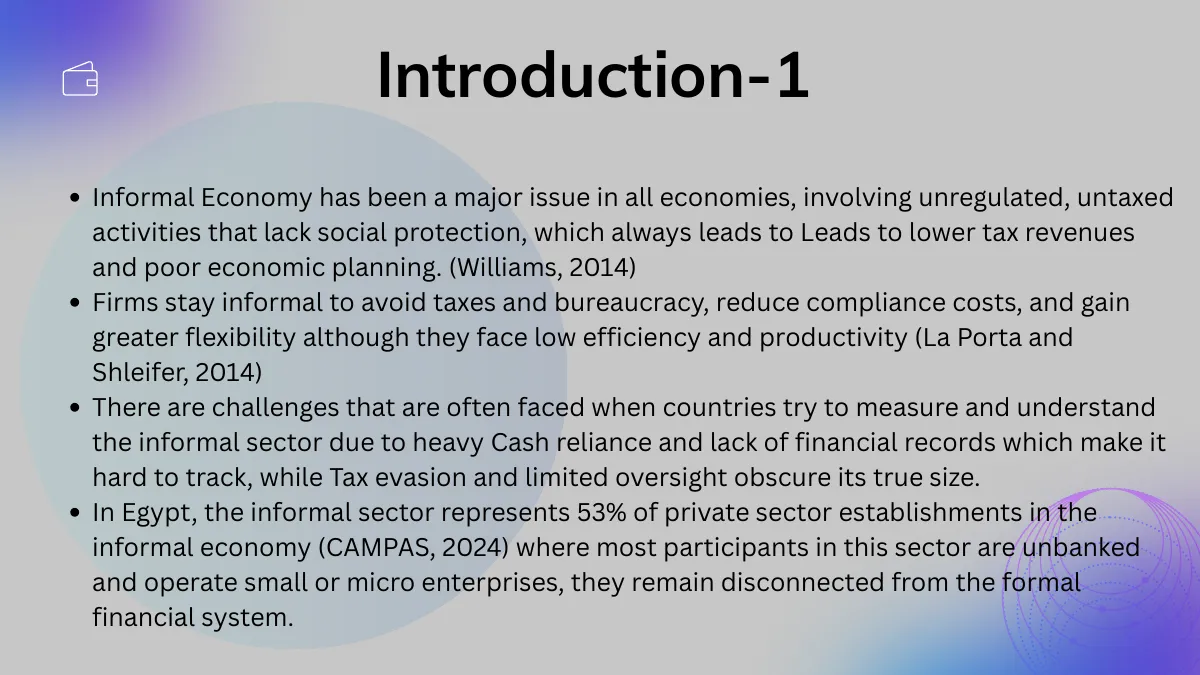 Introduction-1
• Informal Economy has been a major issue in all economies, involving unregulated, untaxed
activities that lack social protection, which always leads to Leads to lower tax revenues
and poor economic planning. (Williams, 2014)
• Firms stay informal to avoid taxes and bureaucracy, reduce compliance costs, and gain
greater flexibility although they face low efficiency and productivity (La Porta and
Shleifer, 2014)
• There are challenges that are often faced when countries try to measure and understand
the informal sector due to heavy Cash reliance and lack of financial records which make it
hard to track, while Tax evasion and limited oversight obscure its true size.
• In Egypt, the informal sector represents 53% of private sector establishments in the
informal economy (CAMPAS, 2024) where most participants in this sector are unbanked
and operate small or micro enterprises, they remain disconnected from the formal
financial system.